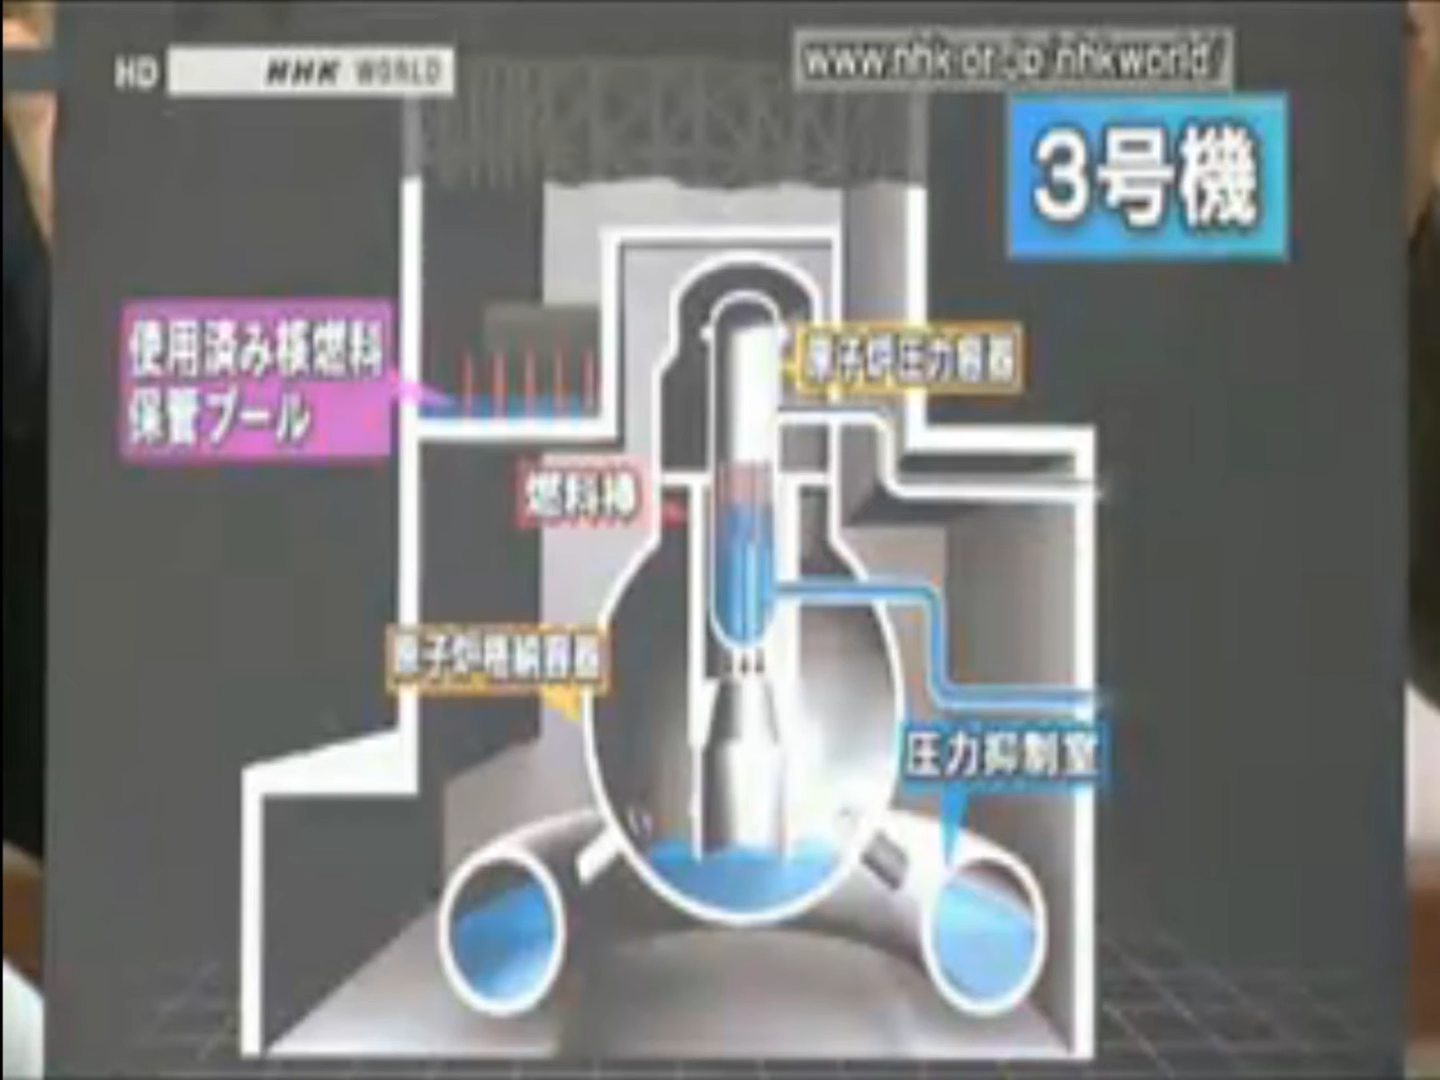 HD NHK WORLD
www.nhk.or.jp/nhkworld/
3号機
使用済み核燃料
保管プール
原子炉圧力容器
燃料棒
原子炉格納容器
圧力抑制室